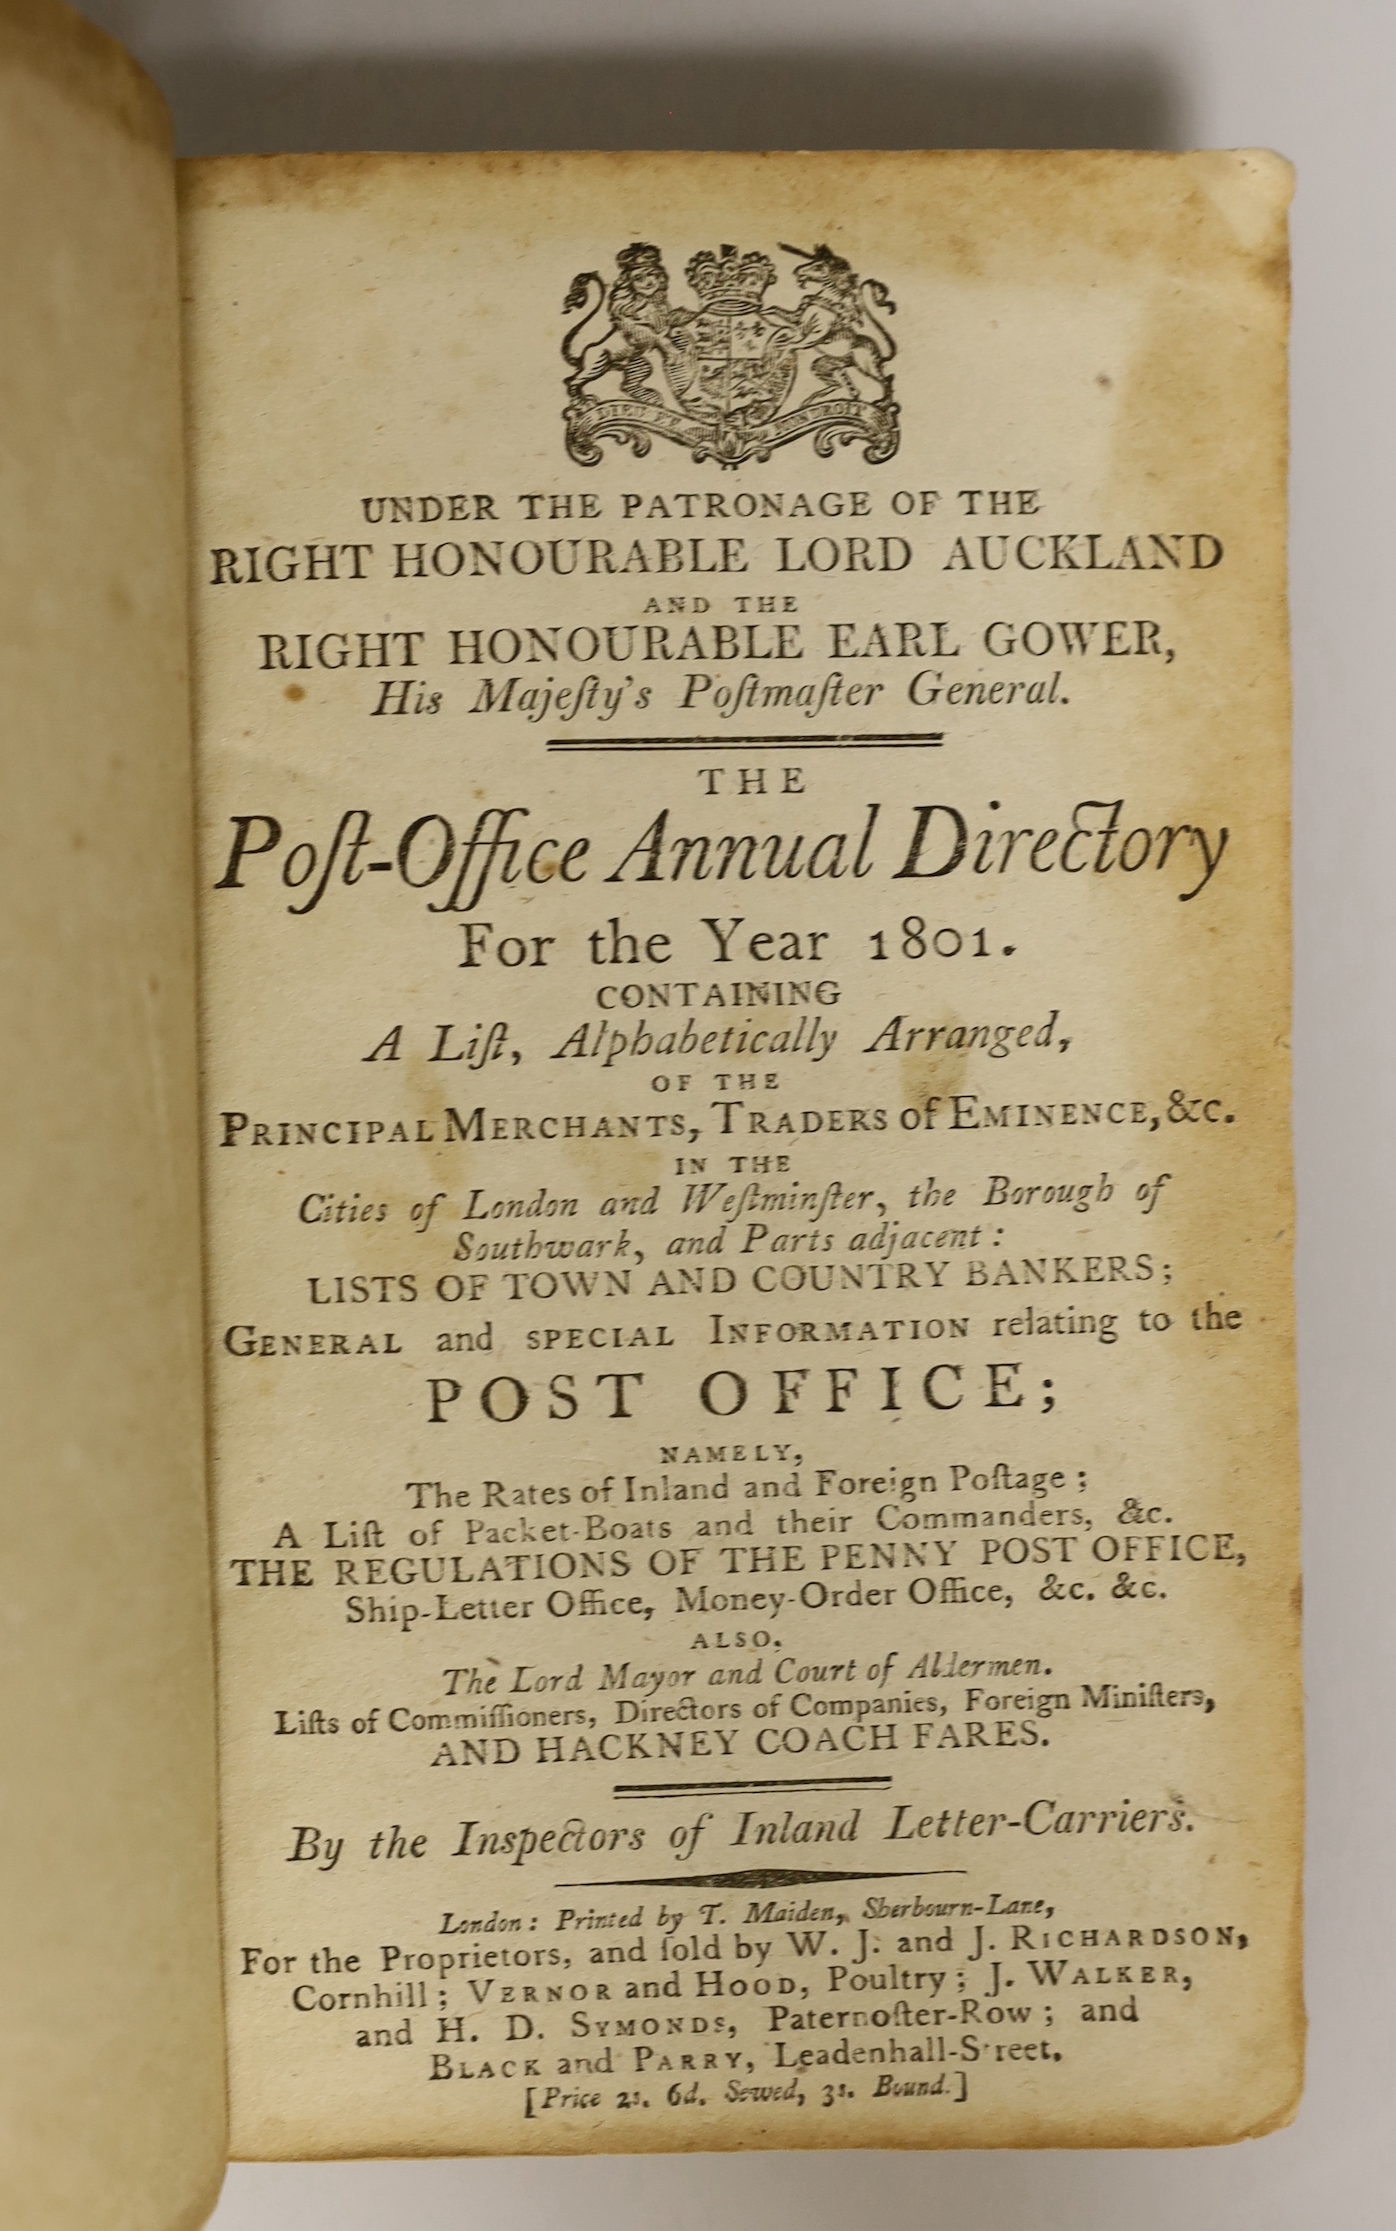 DIEU ET MON DROIT
UNDER THE PATRONAGE OF THE
RIGHT HONOURABLE LORD AUCKLAND
AND THE
RIGHT HONOURABLE EARL GOWER,
His Majeſty's Poſtmaſter General.
THE
Poſt-Office Annual Directory
For the Year 1801.
CONTAINING
A Liſt, Alphabetically Arranged,
OF THE
PRINCIPAL MERCHANTS, TRADERS of EMINENCE, &c.
IN THE
Cities of London and Weſtminſter, the Borough of
Southwark, and Parts adjacent:
LISTS OF TOWN AND COUNTRY BANKERS;
GENERAL and SPECIAL INFORMATION relating to the
POST OFFICE;
NAMELY,
The Rates of Inland and Foreign Poſtage;
A Liſt of Packet-Boats and their Commanders, &c.
THE REGULATIONS OF THE PENNY POST OFFICE,
Ship-Letter Office, Money-Order Office, &c. &c.
ALSO,
The Lord Mayor and Court of Aldermen.
Liſts of Commiſſioners, Directors of Companies, Foreign Miniſters,
AND HACKNEY COACH FARES.
By the Inspectors of Inland Letter-Carriers.
London: Printed by T. Maiden, Sherbourn-Lane,
For the Proprietors, and ſold by W. J. and J. RICHARDSON,
Cornhill; VERNOR and HOOD, Poultry; J. WALKER,
and H. D. SYMONDS, Paternoſter-Row; and
BLACK and PARRY, Leadenhall-Street.
[Price 2s. 6d. Sewed, 3s. Bound.]